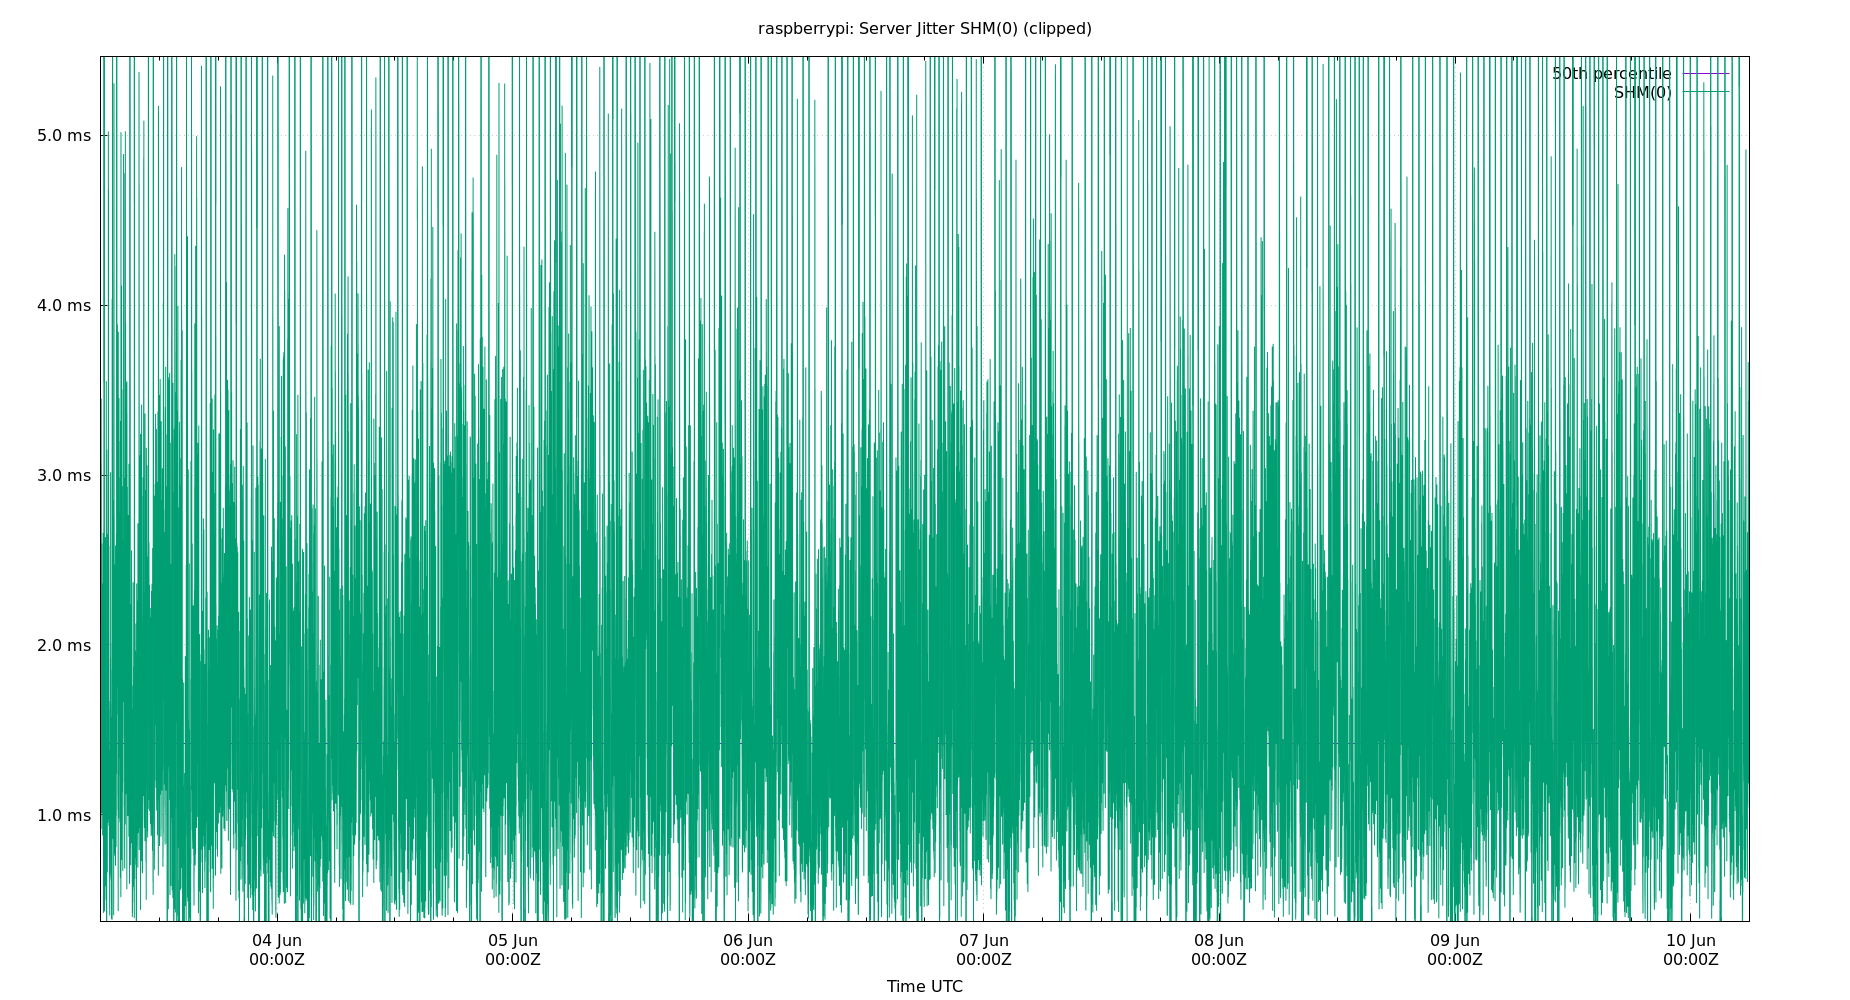 raspberrypi: Server Jitter SHM(0) (clipped)
50th percentile
SHM(0)
5.0 ms
4.0 ms
3.0 ms
2.0 ms
1.0 ms
04 Jun 05 Jun 06 Jun 07 Jun 08 Jun 09 Jun 10 Jun
00:00Z 00:00Z 00:00Z 00:00Z 00:00Z 00:00Z 00:00Z
Time UTC